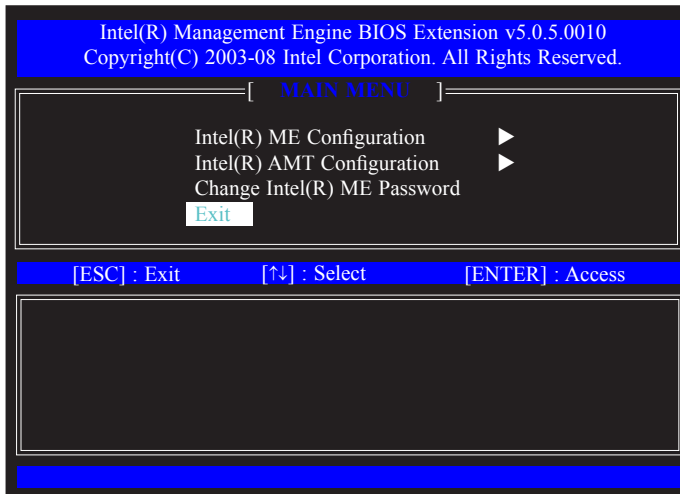 Intel(R) Management Engine BIOS Extension v5.0.5.0010
Copyright(C) 2003-08 Intel Corporation. All Rights Reserved.
[ MAIN MENU ]
Intel(R) ME Configuration ▶
Intel(R) AMT Configuration ▶
Change Intel(R) ME Password
Exit
[ESC] : Exit [↑↓] : Select [ENTER] : Access